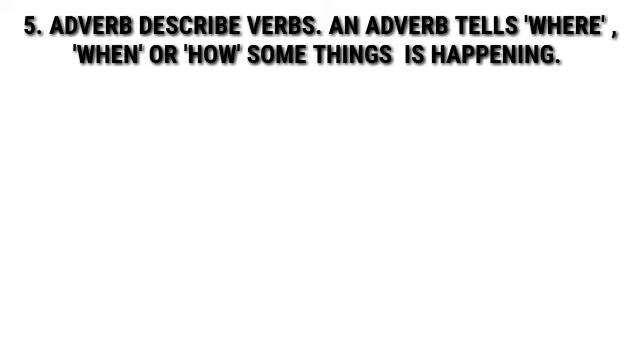 5. ADVERB DESCRIBE VERBS. AN ADVERB TELLS 'WHERE' ,
'WHEN' OR 'HOW' SOME THINGS IS HAPPENING.